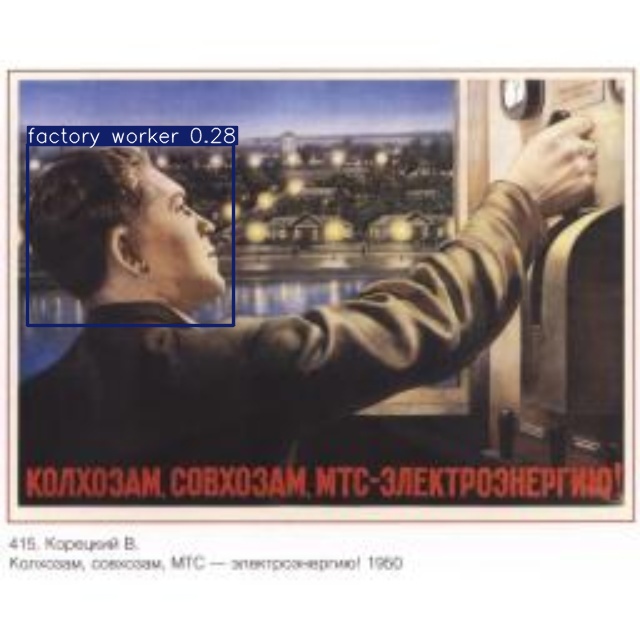 factory worker 0.28
КОЛХОЗАМ, СОВХОЗАМ, МТС-ЭЛЕКТРОЭНЕРГИЮ!
415. Корецкий В.
Колхозам, совхозам, МТС — электроэнергию! 1950